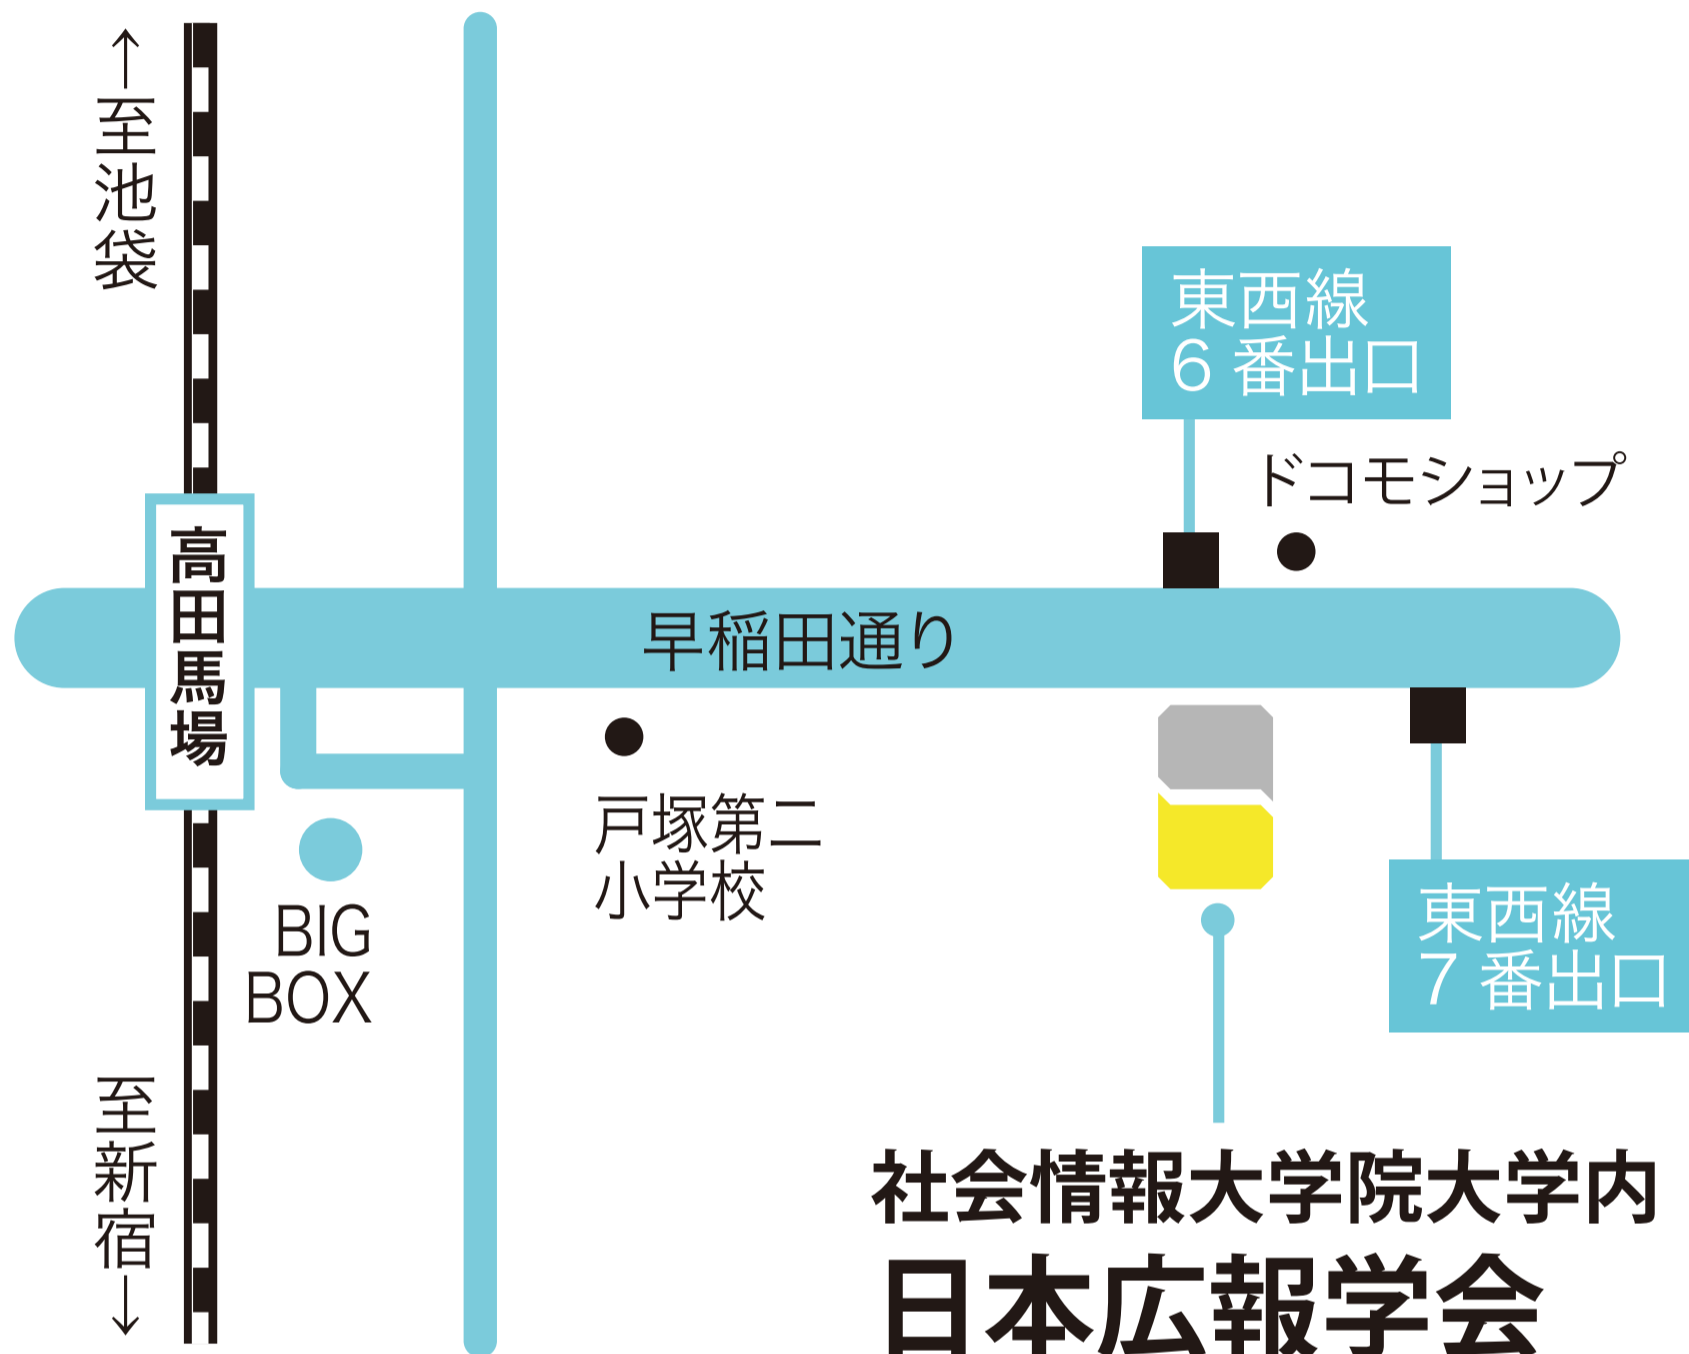 ←至池袋
東西線
6 番出口
ドコモショップ
高田馬場
早稲田通り
戸塚第二
小学校
BIG
BOX
東西線
7 番出口
至新宿→
社会情報大学院大学内
日本広報学会